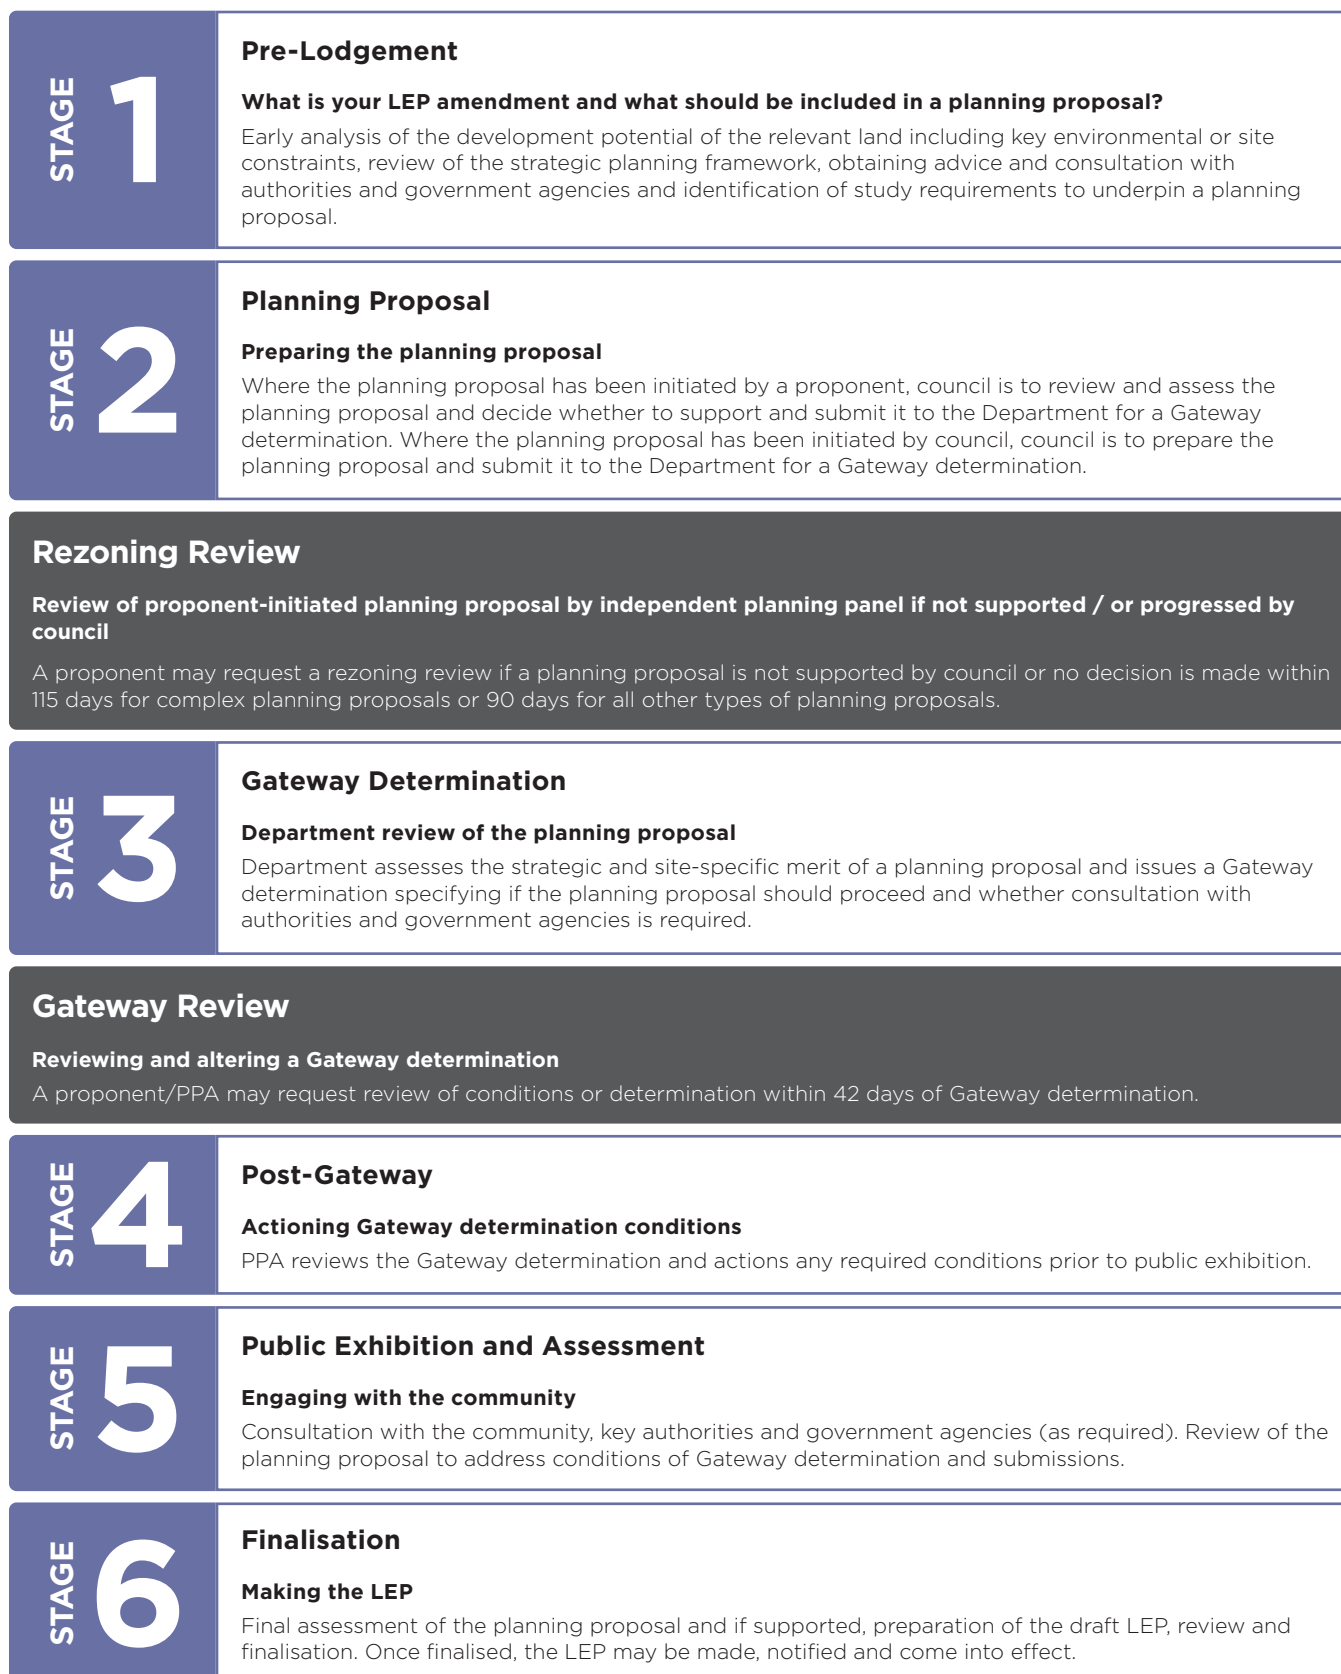 STAGE 1
Pre-Lodgement
What is your LEP amendment and what should be included in a planning proposal?
Early analysis of the development potential of the relevant land including key environmental or site
constraints, review of the strategic planning framework, obtaining advice and consultation with
authorities and government agencies and identification of study requirements to underpin a planning
proposal.
STAGE 2
Planning Proposal
Preparing the planning proposal
Where the planning proposal has been initiated by a proponent, council is to review and assess the
planning proposal and decide whether to support and submit it to the Department for a Gateway
determination. Where the planning proposal has been initiated by council, council is to prepare the
planning proposal and submit it to the Department for a Gateway determination.
Rezoning Review
Review of proponent-initiated planning proposal by independent planning panel if not supported / or progressed by
council
A proponent may request a rezoning review if a planning proposal is not supported by council or no decision is made within
115 days for complex planning proposals or 90 days for all other types of planning proposals.
STAGE 3
Gateway Determination
Department review of the planning proposal
Department assesses the strategic and site-specific merit of a planning proposal and issues a Gateway
determination specifying if the planning proposal should proceed and whether consultation with
authorities and government agencies is required.
Gateway Review
Reviewing and altering a Gateway determination
A proponent/PPA may request review of conditions or determination within 42 days of Gateway determination.
STAGE 4
Post-Gateway
Actioning Gateway determination conditions
PPA reviews the Gateway determination and actions any required conditions prior to public exhibition.
STAGE 5
Public Exhibition and Assessment
Engaging with the community
Consultation with the community, key authorities and government agencies (as required). Review of the
planning proposal to address conditions of Gateway determination and submissions.
STAGE 6
Finalisation
Making the LEP
Final assessment of the planning proposal and if supported, preparation of the draft LEP, review and
finalisation. Once finalised, the LEP may be made, notified and come into effect.